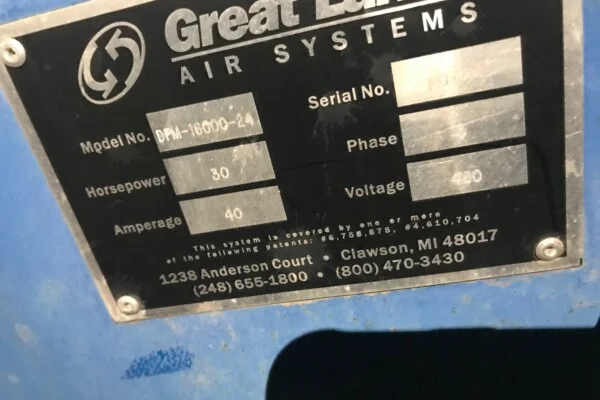 Great
AIR SYSTEMS
Model No. DPM-16000-24
Serial No.
Horsepower 30
Phase
Amperage 40
Voltage 480
This system is covered by one or more
of the following patents: #6,758,875, #4,610,704
1238 Anderson Court • Clawson, MI 48017
(248) 655-1800 • (800) 470-3430